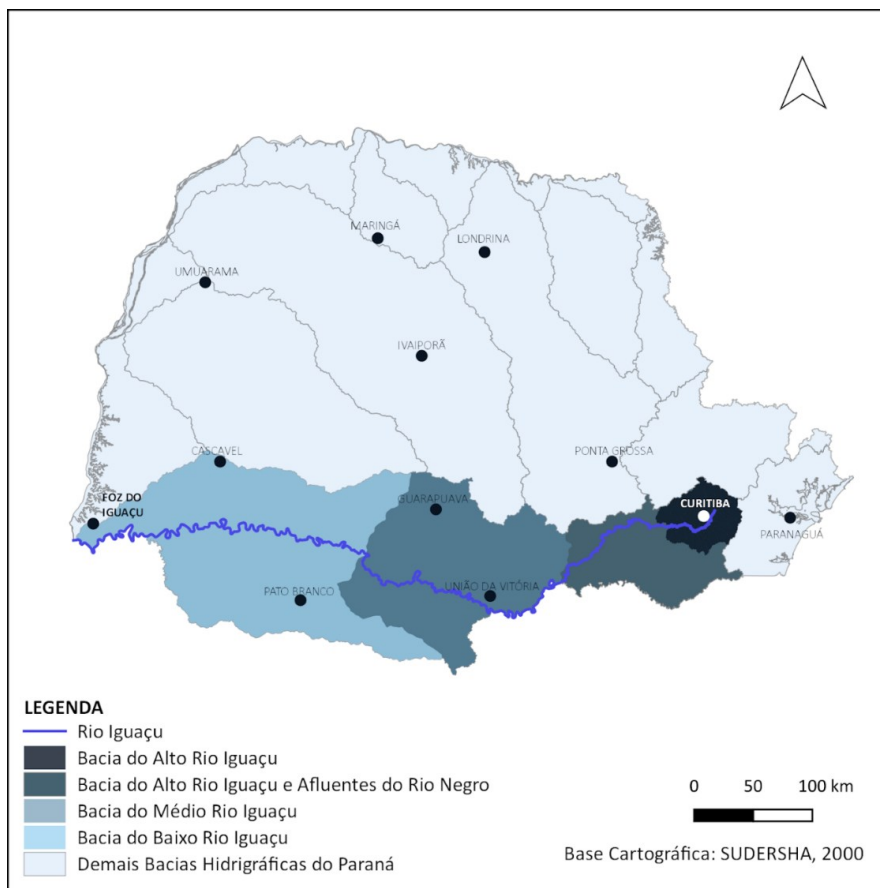 MARINGÁ
LONDRINA
UMUARAMA
IVAIPORÃ
CASCAVEL
PONTA GROSSA
FOZ DO
IGUAÇU
GUARAPUAVA
CURITIBA
PARANAGUÁ
PATO BRANCO
UNIÃO DA VITÓRIA
LEGENDA
Rio Iguaçu
Bacia do Alto Rio Iguaçu
Bacia do Alto Rio Iguaçu e Afluentes do Rio Negro
Bacia do Médio Rio Iguaçu
Bacia do Baixo Rio Iguaçu
Demais Bacias Hidrigráficas do Paraná
0 50 100 km
Base Cartográfica: SUDERSHA, 2000